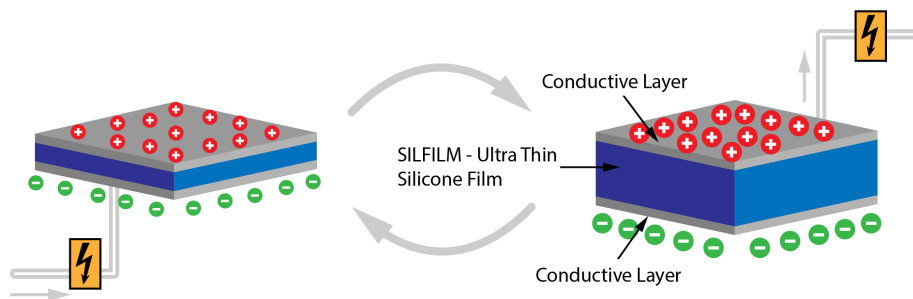 Conductive Layer
SILFILM - Ultra Thin
Silicone Film
Conductive Layer